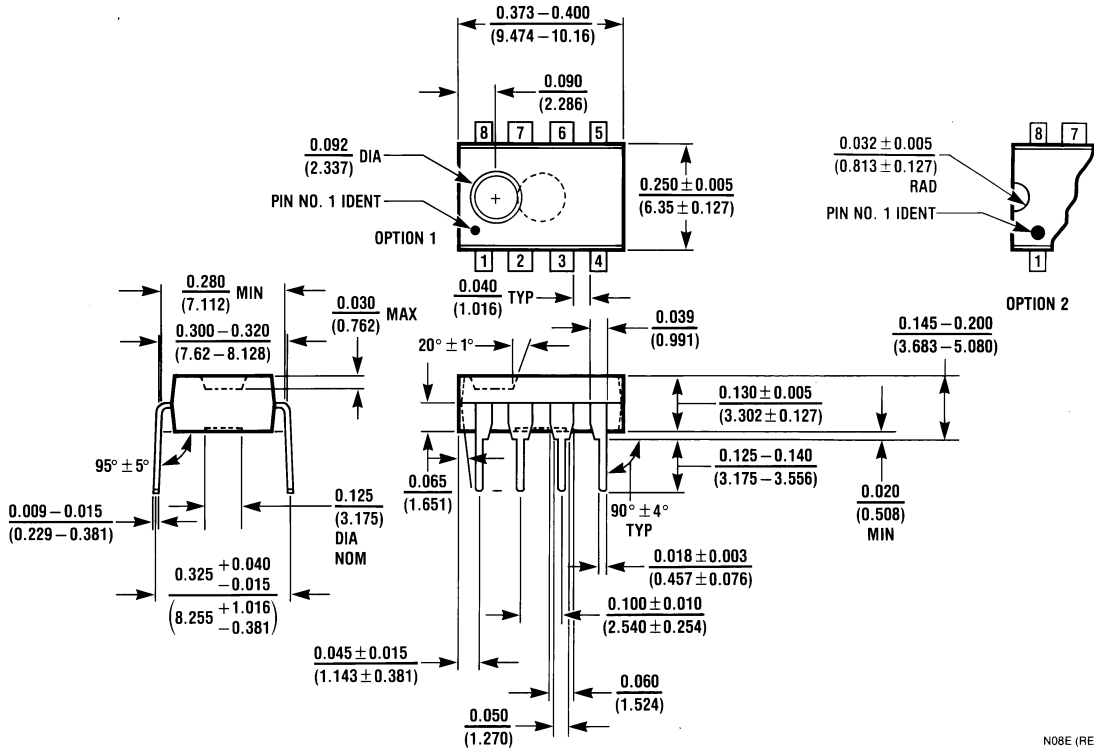 0.373 – 0.400
(9.474 – 10.16)
0.090
(2.286)
8 7 6 5
0.092
(2.337) DIA
PIN NO. 1 IDENT
OPTION 1
0.250 ± 0.005
(6.35 ± 0.127)
1 2 3 4
8 7
0.032 ± 0.005
(0.813 ± 0.127)
RAD
PIN NO. 1 IDENT
1
OPTION 2
0.280
(7.112) MIN
0.030
(0.762) MAX
0.300 – 0.320
(7.62 – 8.128)
0.040
(1.016) TYP
20° ± 1°
0.039
(0.991)
0.145 – 0.200
(3.683 – 5.080)
0.130 ± 0.005
(3.302 ± 0.127)
95° ± 5°
0.065
(1.651)
0.125 – 0.140
(3.175 – 3.556)
0.020
(0.508)
MIN
90° ± 4°
TYP
0.009 – 0.015
(0.229 – 0.381)
0.125
(3.175)
DIA
NOM
0.018 ± 0.003
(0.457 ± 0.076)
0.325 +0.040
-0.015
(8.255 +1.016
-0.381)
0.100 ± 0.010
(2.540 ± 0.254)
0.045 ± 0.015
(1.143 ± 0.381)
0.060
(1.524)
0.050
(1.270)
N08E (RE